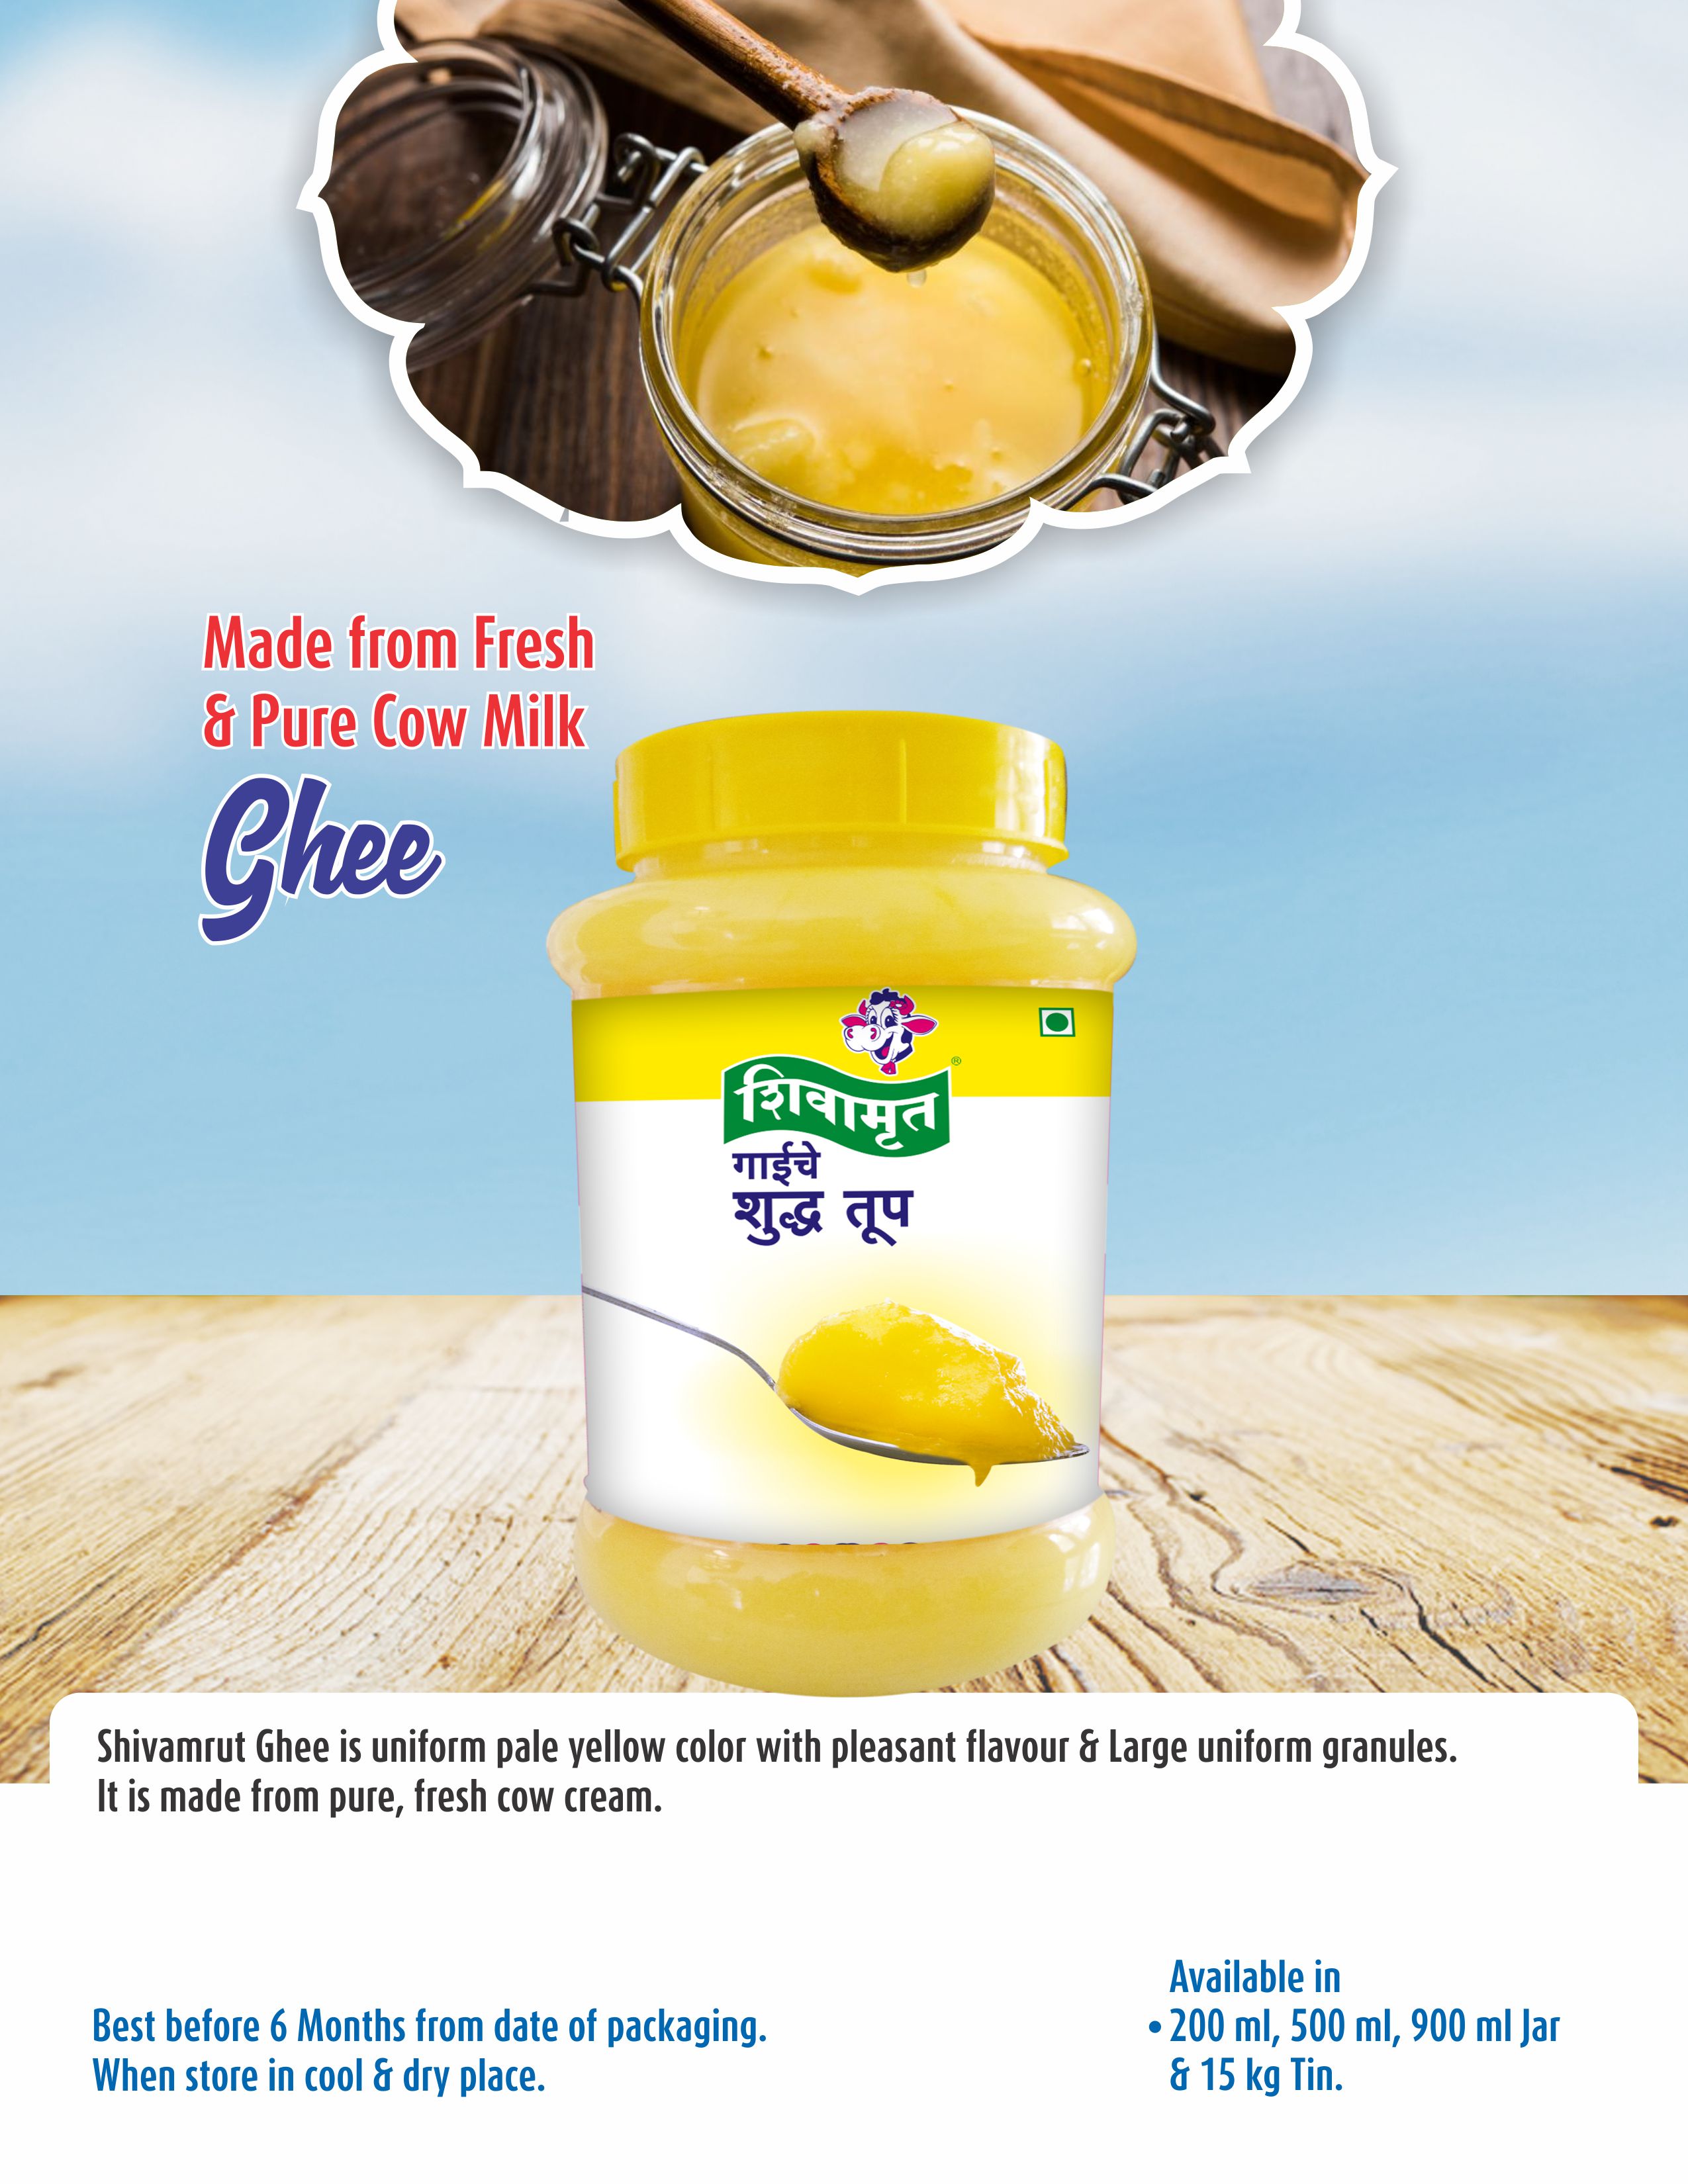 Made from Fresh
& Pure Cow Milk
Ghee
शिवामृत®
गाईचे
शुद्ध तूप
Shivamrut Ghee is uniform pale yellow color with pleasant flavour & Large uniform granules.
It is made from pure, fresh cow cream.
Best before 6 Months from date of packaging.
When store in cool & dry place.
Available in
• 200 ml, 500 ml, 900 ml Jar
& 15 kg Tin.